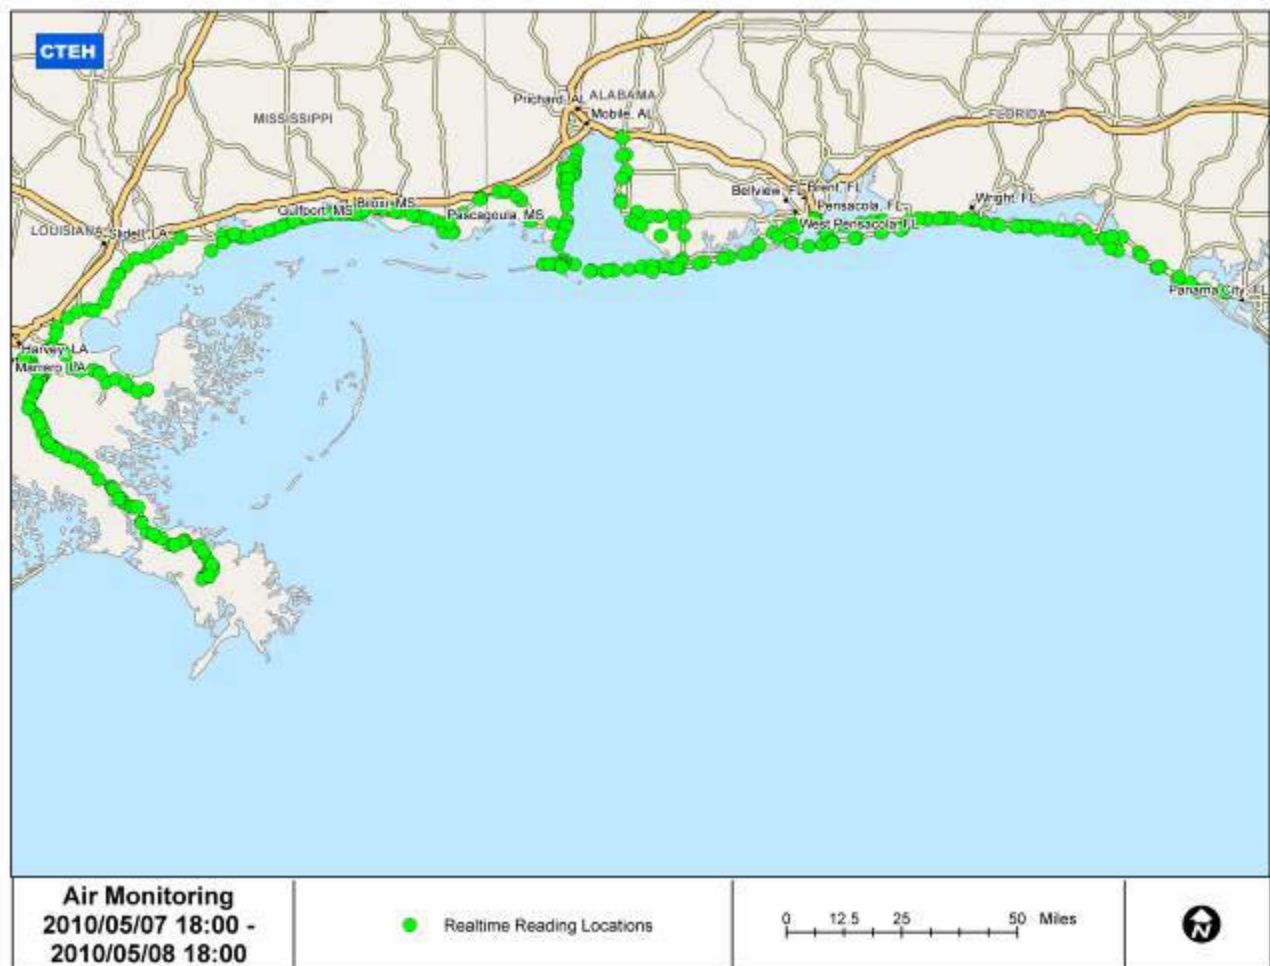 CTEH
Prichard, AL
ALABAMA
Mobile, AL
MISSISSIPPI
FLORIDA
Bellview, FL
Brent, FL
Pensacola, FL
West Pensacola, FL
Wright, FL
Gulfport, MS
Biloxi, MS
Pascagoula, MS
LOUISIANA
Slidell, LA
Panama City, FL
Harvey, LA
Marrero, LA
Air Monitoring
2010/05/07 18:00 -
2010/05/08 18:00
Realtime Reading Locations
0 12.5 25 50 Miles
N